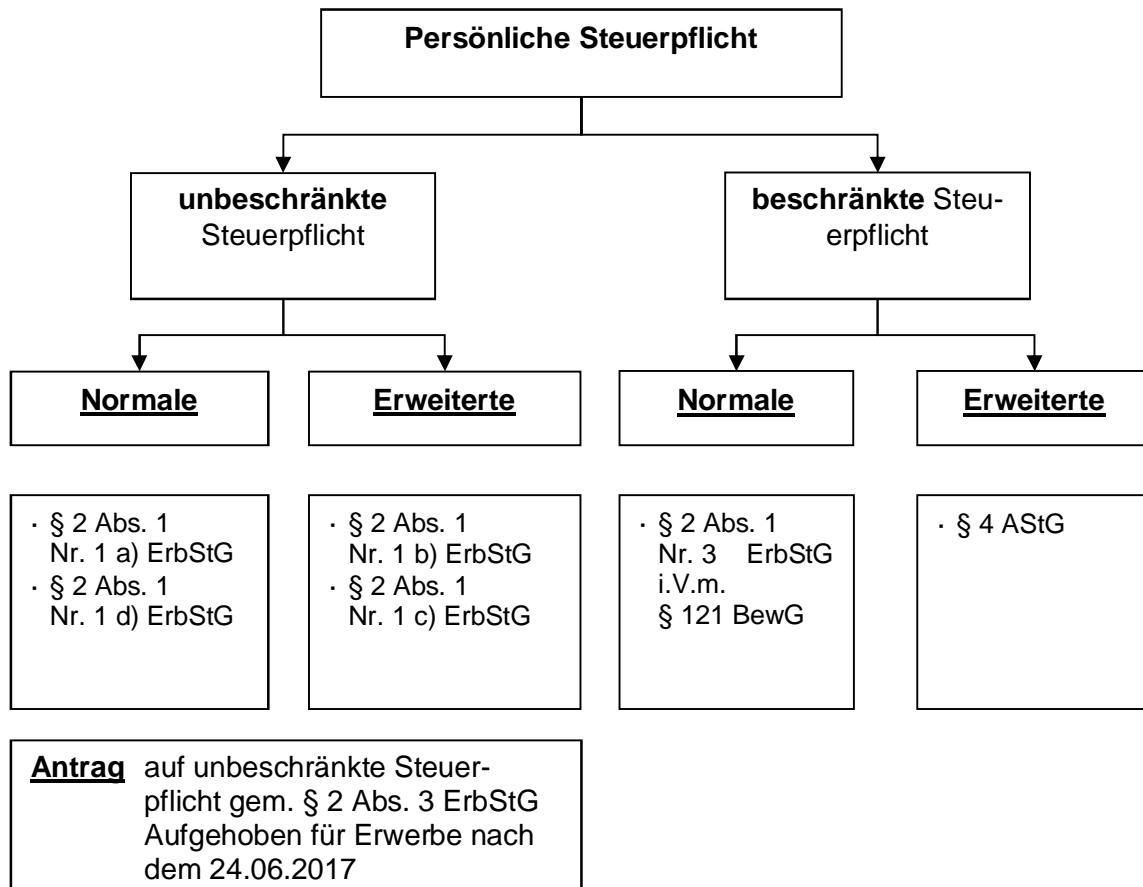 Persönliche Steuerpflicht
unbeschränkte
Steuerpflicht
beschränkte Steu-
erpflicht
Normale
Erweiterte
Normale
Erweiterte
· § 2 Abs. 1
Nr. 1 a) ErbStG
· § 2 Abs. 1
Nr. 1 d) ErbStG
· § 2 Abs. 1
Nr. 1 b) ErbStG
· § 2 Abs. 1
Nr. 1 c) ErbStG
· § 2 Abs. 1
Nr. 3 ErbStG
i.V.m.
§ 121 BewG
· § 4 AStG
Antrag auf unbeschränkte Steuer-
pflicht gem. § 2 Abs. 3 ErbStG
Aufgehoben für Erwerbe nach
dem 24.06.2017